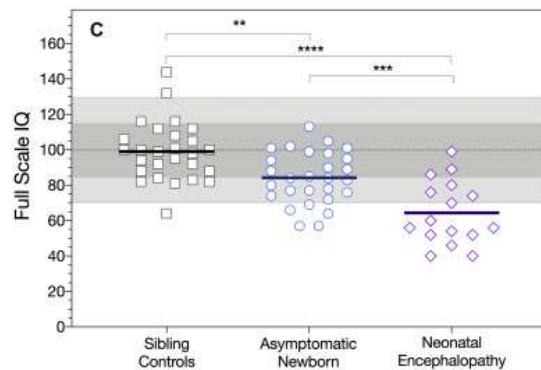 C
**
****
***
160
140
120
100
80
60
40
20
0
Full Scale IQ
Sibling
Controls
Asymptomatic
Newborn
Neonatal
Encephalopathy